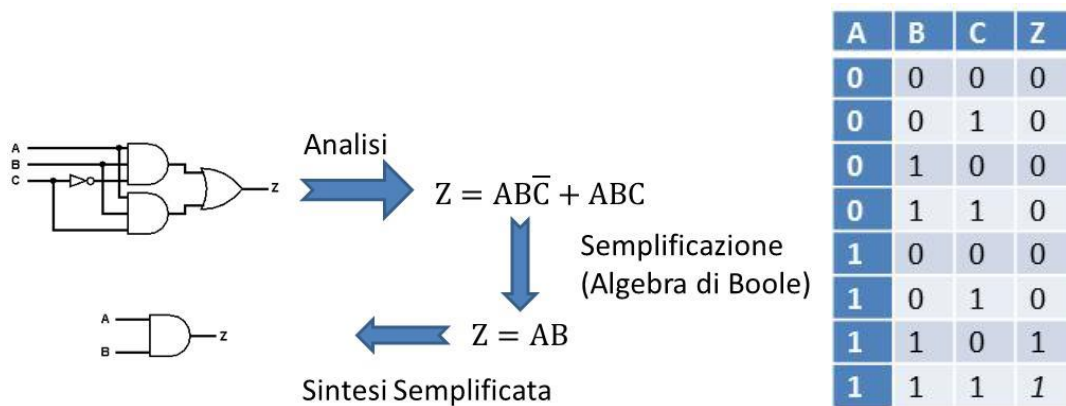 A
B
C
Z
Analisi
Z = ABC̅ + ABC
Semplificazione
(Algebra di Boole)
Z = AB
A
B
Z
Sintesi Semplificata
A B C Z
0 0 0 0
0 0 1 0
0 1 0 0
0 1 1 0
1 0 0 0
1 0 1 0
1 1 0 1
1 1 1 1